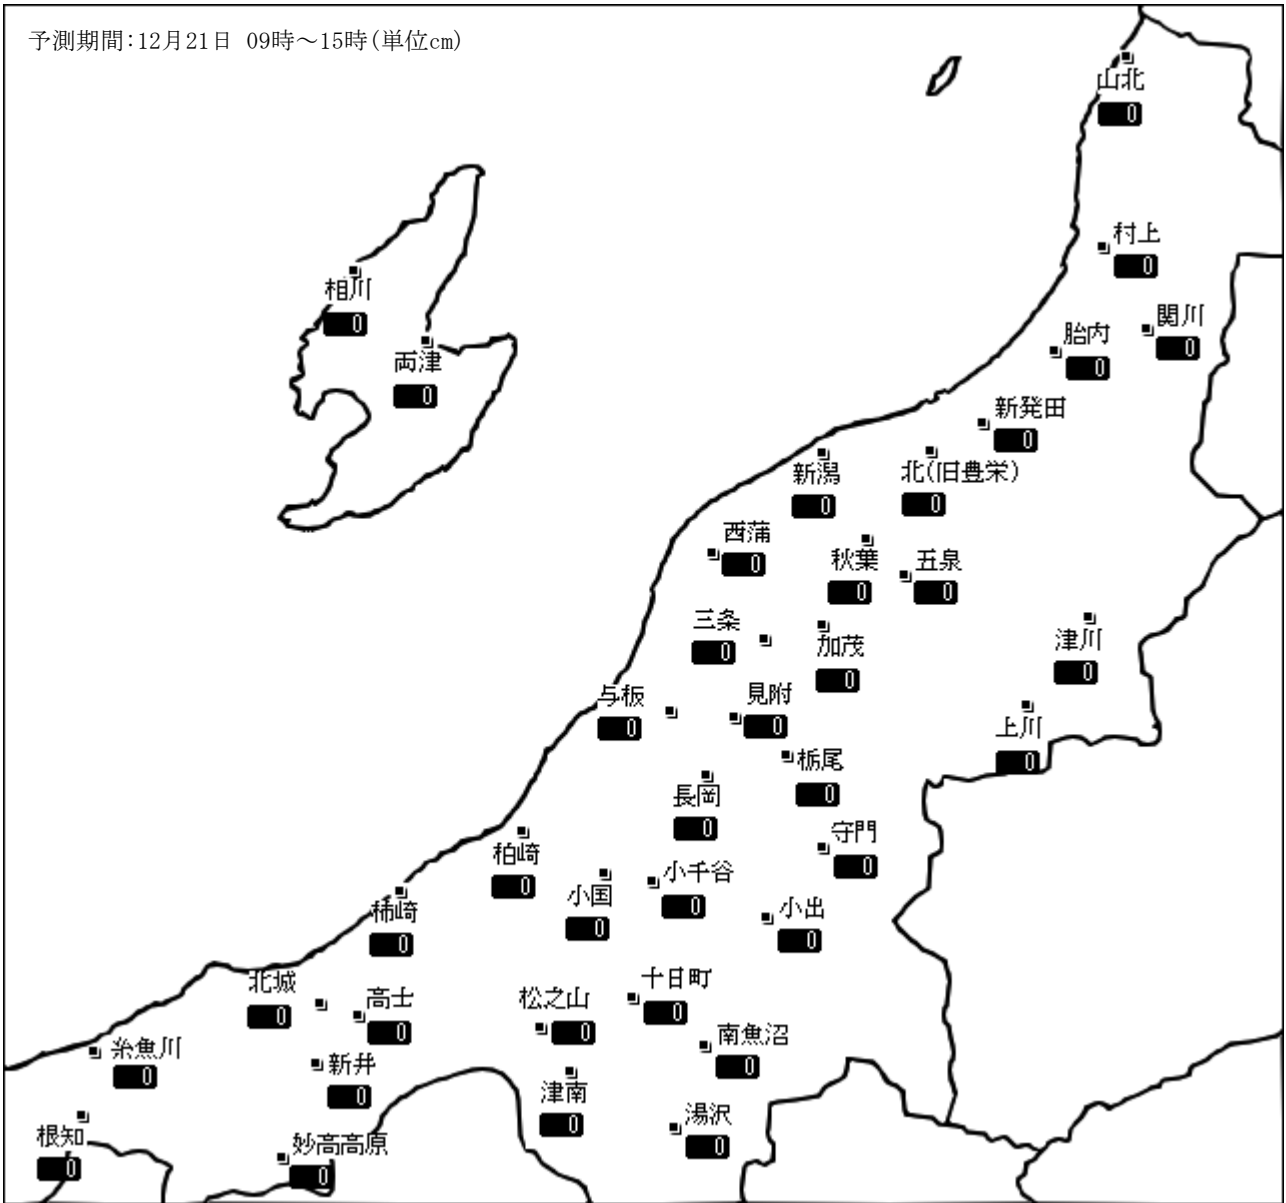 予測期間:12月21日 09時～15時(単位cm)
山北
0
村上
0
相川
0
関川
0
胎内
0
両津
0
新発田
0
新潟
0
北(旧豊栄)
0
西蒲
0
秋葉
0
五泉
0
三条
0
加茂
0
津川
0
与板
0
見附
0
上川
0
栃尾
0
長岡
0
守門
0
柏崎
0
小国
0
小千谷
0
小出
0
柿崎
0
北城
0
高士
0
松之山
0
十日町
0
南魚沼
0
糸魚川
0
新井
0
津南
0
湯沢
0
根知
0
妙高高原
0